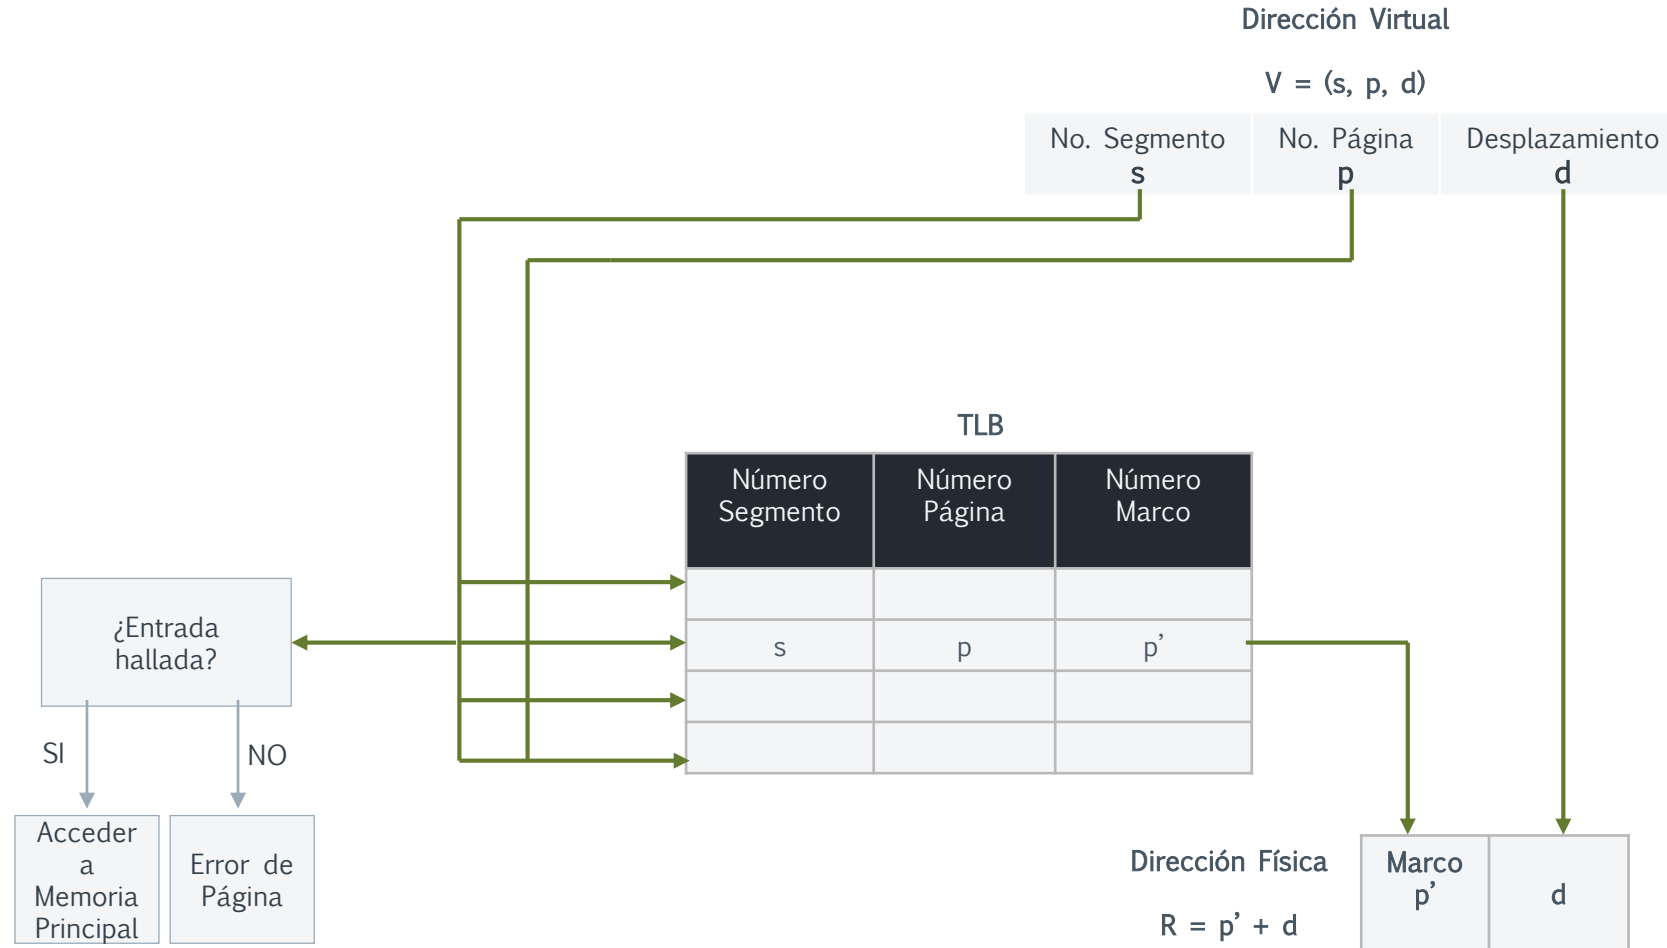 Dirección Virtual
V = (s, p, d)
No. Segmento
s
No. Página
p
Desplazamiento
d
TLB
Número
Segmento
Número
Página
Número
Marco
s
p
p’
¿Entrada
hallada?
SI
NO
Acceder
a
Memoria
Principal
Error de
Página
Dirección Física
R = p’ + d
Marco
p’
d